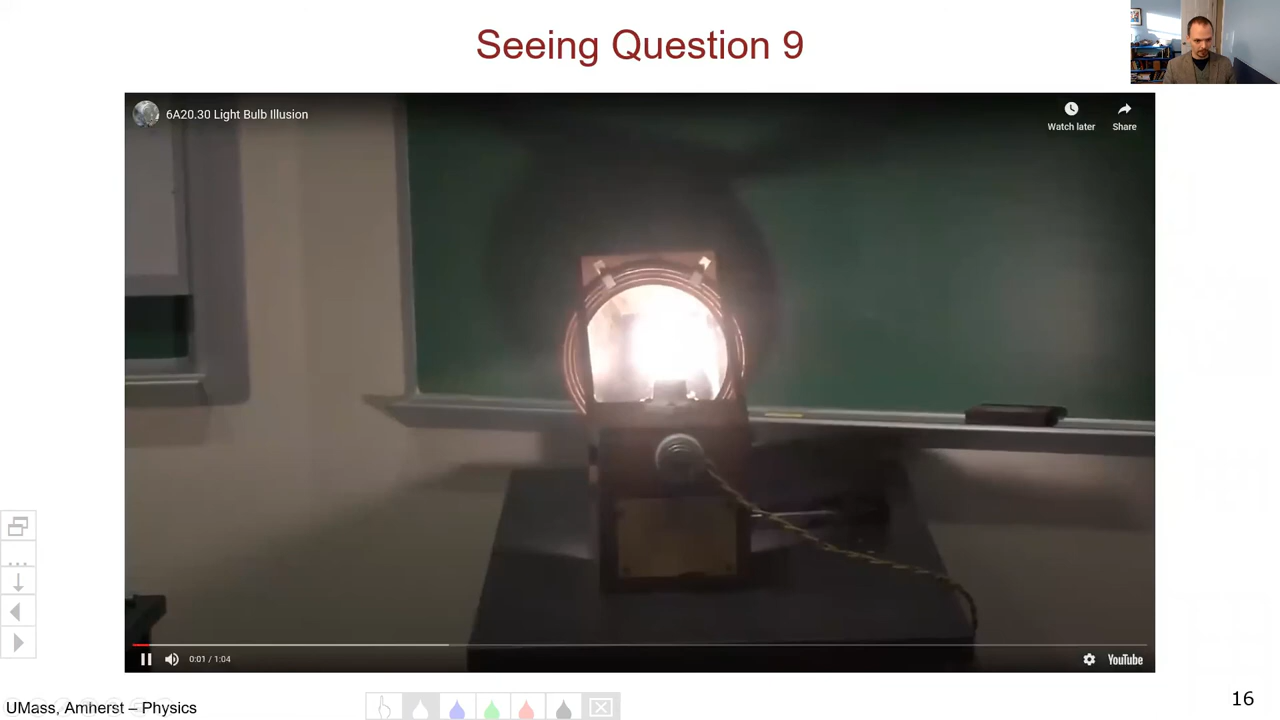 Seeing Question 9
6A20.30 Light Bulb Illusion
Watch later
Share
0:01 / 1:04
YouTube
UMass, Amherst – Physics
16